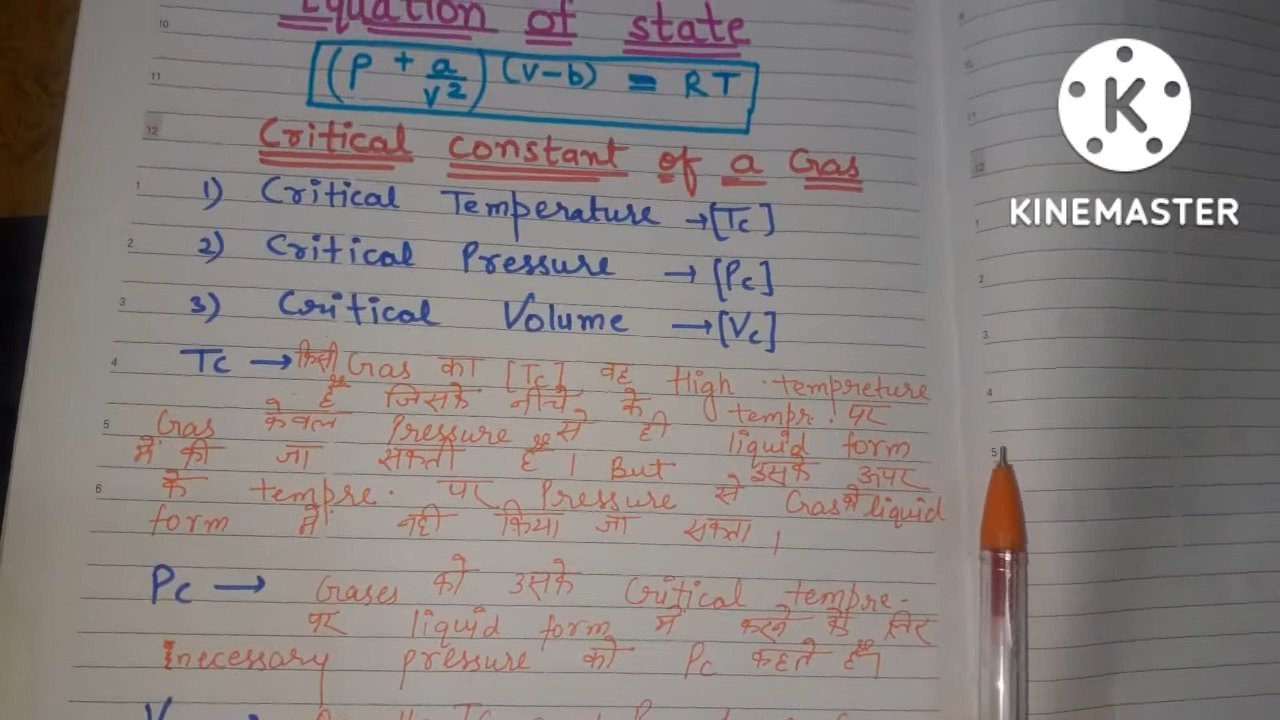 Equation of state
(P + a/v²) (v-b) = RT
Critical constant of a Gas
1) Critical Temperature → [Tc]
2) Critical Pressure → [Pc]
3) Critical Volume → [Vc]
Tc → किसी Gas का [Tc] वह High tempreture
है जिसके नीचे के tempr. पर
Gas केवल Pressure से ही liquid form
में की जा सकती है । But उसके ऊपर
के tempre. पर Pressure से Gas को liquid
form में नही किया जा सकता ।
Pc → Gases को उसके Critical tempre-
पर liquid form में करने के लिए
necessary pressure को Pc कहते हैं
KINEMASTER